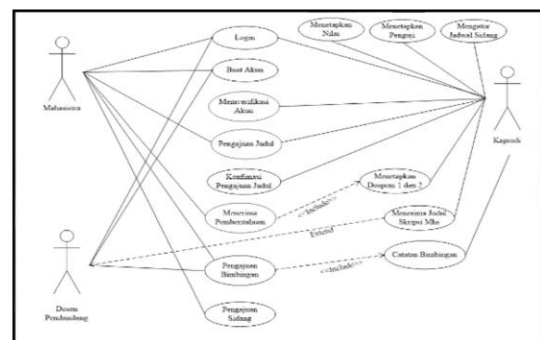 Login
Menetapkan
Nilai
Menetapkan
Penguji
Mengatur
Jadwal Sidang
Buat Akun
Mahasiswa
Memverifikasi
Akun
Kaprodi
Pengajuan Judul
Konfirmasi
Pengajuan Judul
Menetapkan
Dospem 1 dan 2
<<Include>>
Menerima
Pemberitahuan
Menerima Judul
Skripsi Mhs
Extend
Pengajuan
Bimbingan
<<Include>>
Catatan Bimbingan
Dosen
Pembimbing
Pengajuan
Sidang